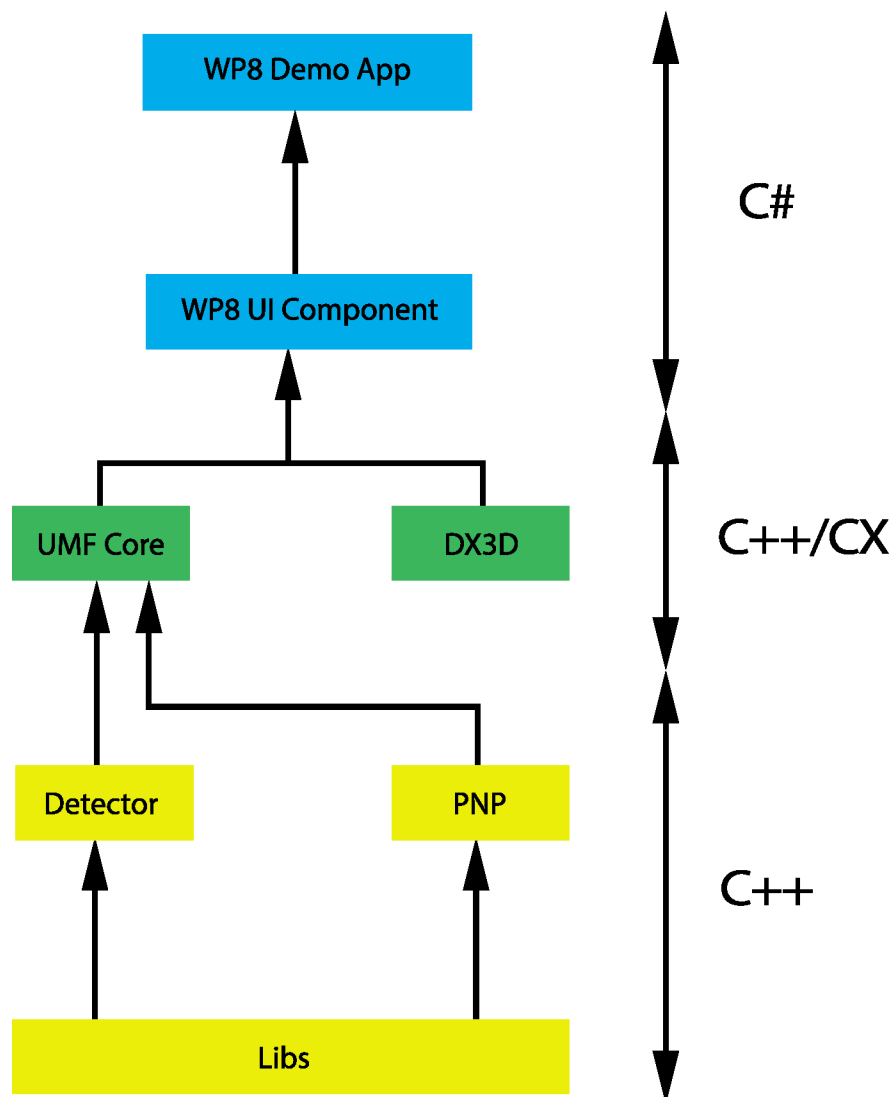 WP8 Demo App
C#
WP8 UI Component
UMF Core
DX3D
C++/CX
Detector
PNP
C++
Libs